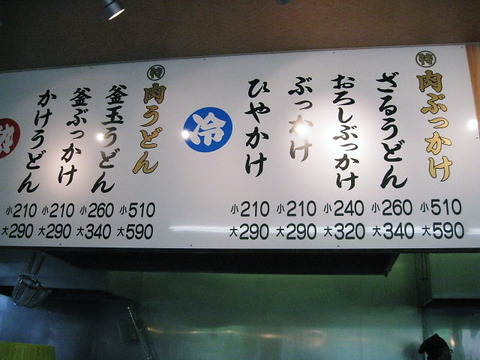 特
肉ぶっかけ
小510
大590
ざるうどん
小260
大340
おろしぶっかけ
小240
大320
ぶっかけ
小210
大290
ひやかけ
小210
大290
冷
特
肉うどん
小510
大590
釜玉うどん
小260
大340
釜ぶっかけ
小210
大290
かけうどん
小210
大290